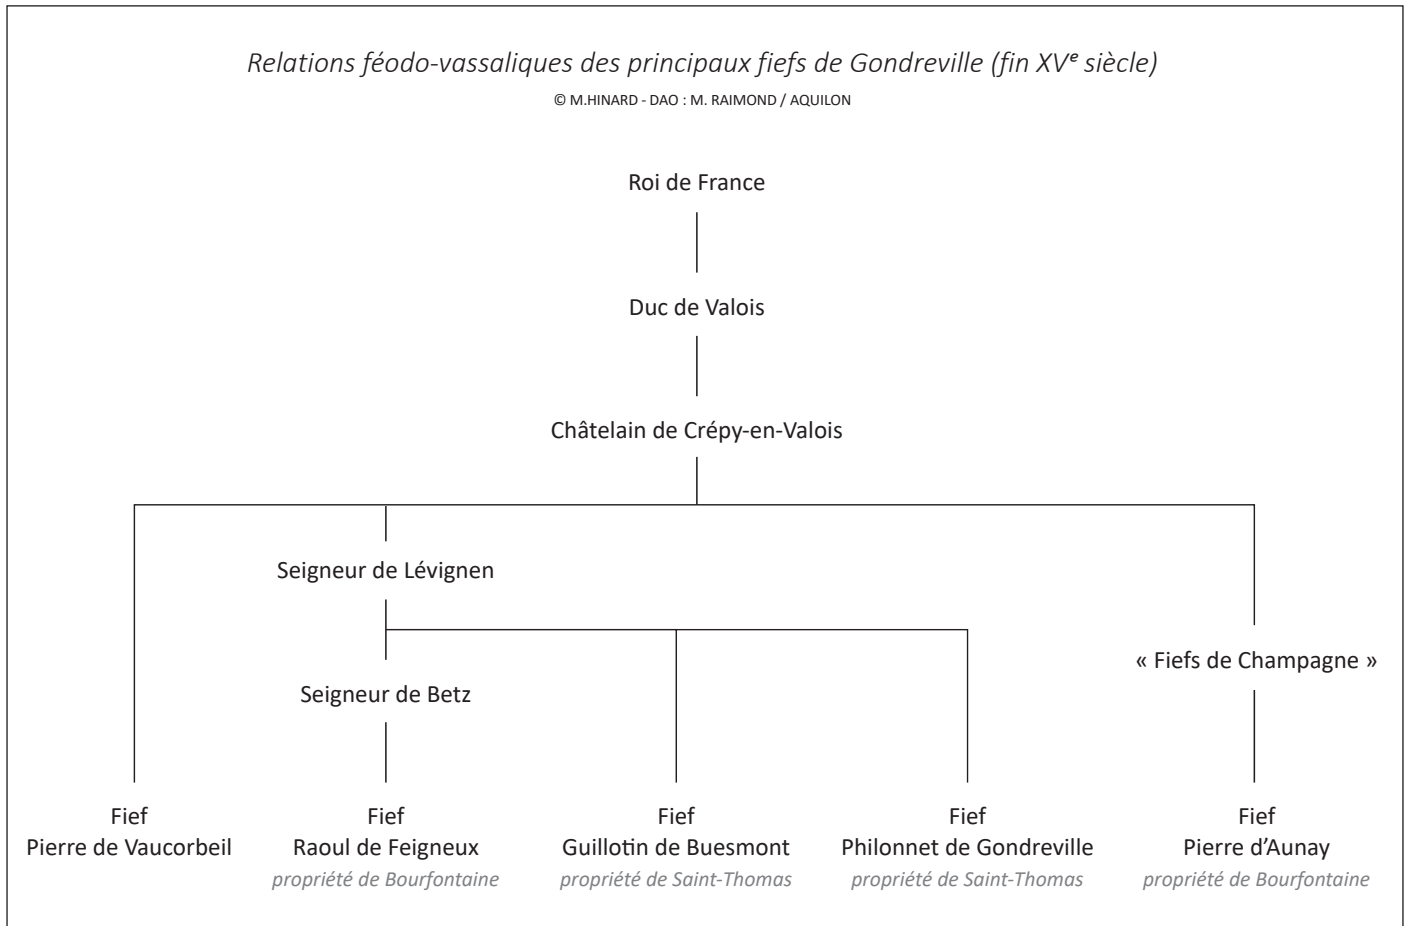 Relations féodo-vassaliques des principaux fiefs de Gondreville (fin XVe siècle)
© M.HINARD - DAO : M. RAIMOND / AQUILON
Roi de France
Duc de Valois
Châtelain de Crépy-en-Valois
Seigneur de Lévignen
« Fiefs de Champagne »
Seigneur de Betz
Fief
Pierre de Vaucorbeil
Fief
Raoul de Feigneux
propriété de Bourfontaine
Fief
Guillotin de Buesmont
propriété de Saint-Thomas
Fief
Philonnet de Gondreville
propriété de Saint-Thomas
Fief
Pierre d’Aunay
propriété de Bourfontaine